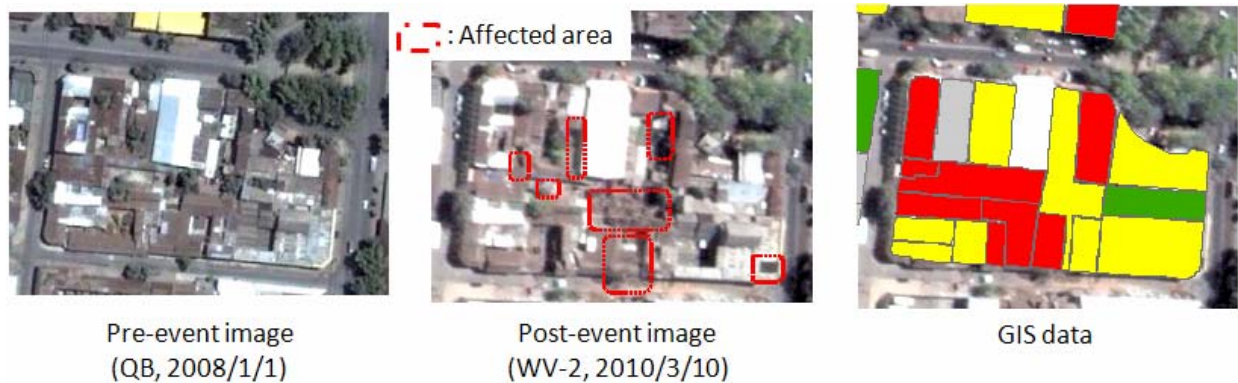 : Affected area
Pre-event image
(QB, 2008/1/1)
Post-event image
(WV-2, 2010/3/10)
GIS data